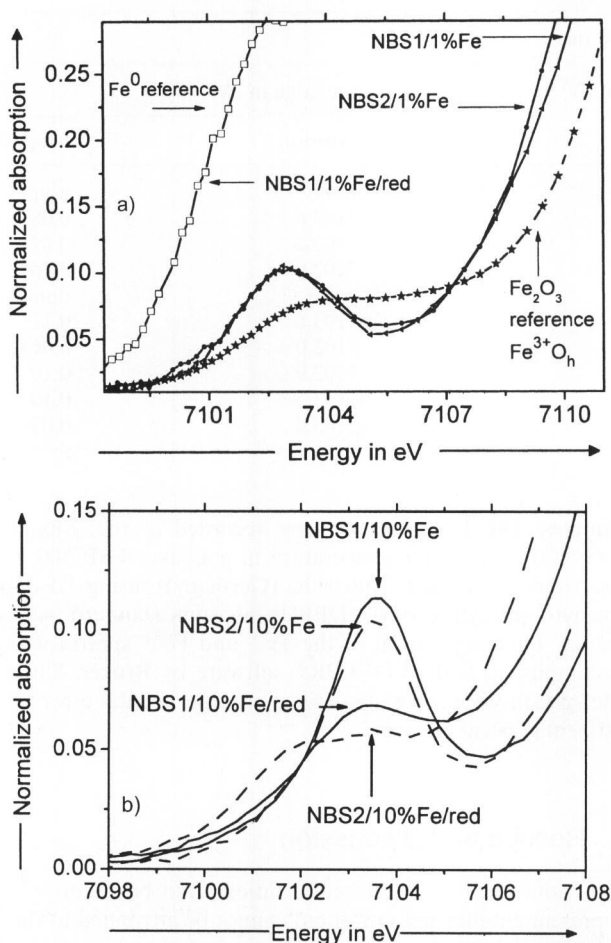 Normalized absorption
0.25
0.20
0.15
0.10
0.05
Fe⁰ reference
NBS1/1%Fe
NBS2/1%Fe
NBS1/1%Fe/red
a)
Fe₂O₃
reference
Fe³⁺Oₕ
7101 7104 7107 7110
Energy in eV
Normalized absorption
0.15
0.10
0.05
0.00
NBS1/10%Fe
NBS2/10%Fe
NBS1/10%Fe/red
NBS2/10%Fe/red
b)
7098 7100 7102 7104 7106 7108
Energy in eV